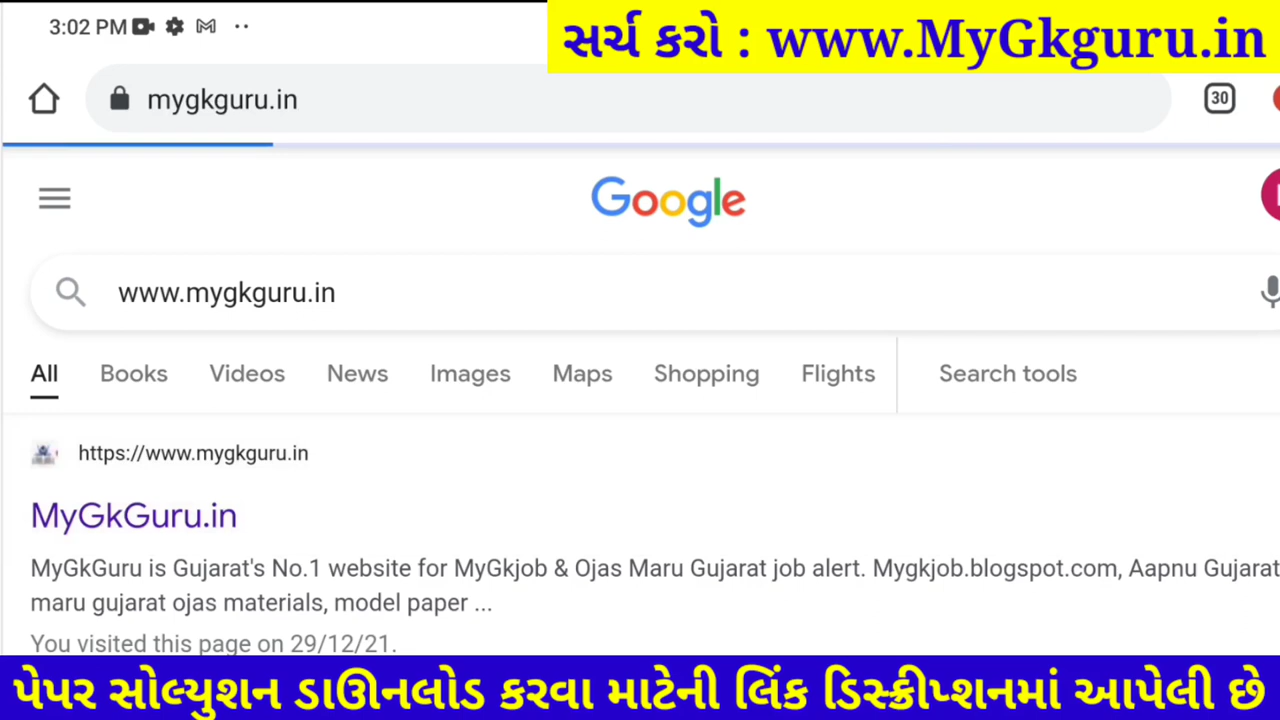 3:02 PM
સર્ચ કરો : www.MyGkguru.in
mygkguru.in
30
Google
www.mygkguru.in
All Books Videos News Images Maps Shopping Flights Search tools
https://www.mygkguru.in
MyGkGuru.in
MyGkGuru is Gujarat's No.1 website for MyGkjob & Ojas Maru Gujarat job alert. Mygkjob.blogspot.com, Aapnu Gujarat
maru gujarat ojas materials, model paper ...
You visited this page on 29/12/21.
પેપર સોલ્યુશન ડાઊનલોડ કરવા માટેની લિંક ડિસ્ક્રીપ્શનમાં આપેલી છે